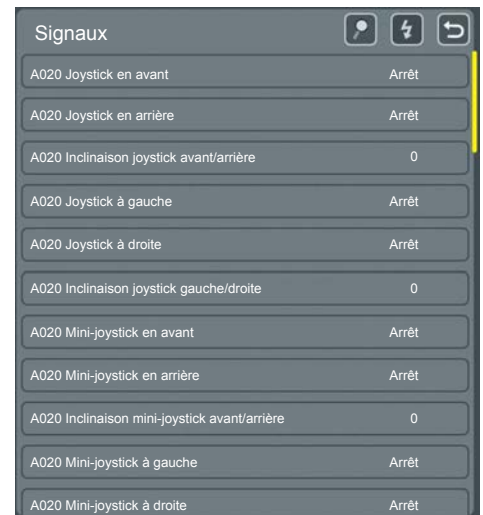 Signaux
A020 Joystick en avant Arrêt
A020 Joystick en arrière Arrêt
A020 Inclinaison joystick avant/arrière 0
A020 Joystick à gauche Arrêt
A020 Joystick à droite Arrêt
A020 Inclinaison joystick gauche/droite 0
A020 Mini-joystick en avant Arrêt
A020 Mini-joystick en arrière Arrêt
A020 Inclinaison mini-joystick avant/arrière 0
A020 Mini-joystick à gauche Arrêt
A020 Mini-joystick à droite Arrêt